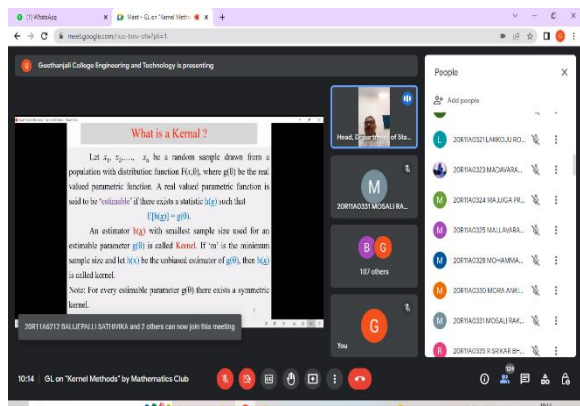 (1) WhatsApp
Meet - GL on "Kernal Metho
Geethanjali College Engineering and Technology is presenting
What is a Kernal ?
Let x₁, x₂,...., xₙ be a random sample drawn from a
population with distribution function F(x,θ), where g(θ) be the real
valued parametric function. A real valued parametric function is
said to be 'estimable' if there exists a statistic h(x) such that
E[h(x)] = g(θ).
An estimator h(x) with smallest sample size used for an
estimable parameter g(θ) is called Kernel. If 'm' is the minimum
sample size and let h(x) be the unbiased estimator of g(θ), then h(x)
is called kernel.
Note: For every estimable parameter g(θ) there exists a symmetric
kernel.
20R11A6212 BALIJEPALLI SATHVIKA and 2 others can now join this meeting
Head, Department of Sta...
M
20R11A0331 MOSALI RA...
B G
107 others
G
You
People
Add people
L 20R11A0321 LAKKOJU RO...
20R11A0323 MADAVARA...
M 20R11A0324 MAJJIGA PR...
M 20R11A0325 MALLAVARA...
M 20R11A0328 MOHAMMA...
M 20R11A0330 MORA ANKI...
M 20R11A0331 MOSALI RAK...
R 20R11A0335 R SRIKAR BH...
10:14 | GL on "Kernel Methods" by Mathematics Club